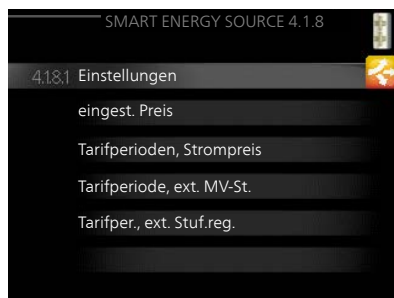 SMART ENERGY SOURCE 4.1.8
4.1.8.1 Einstellungen
eingest. Preis
Tarifperioden, Strompreis
Tarifperiode, ext. MV-St.
Tarifper., ext. Stuf.reg.